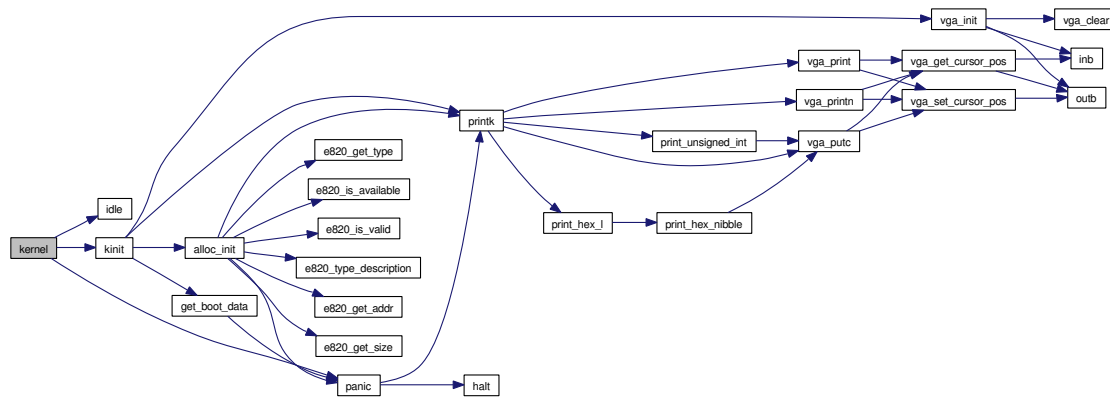 kernel
idle
kinit
alloc_init
get_boot_data
e820_get_type
e820_is_available
e820_is_valid
e820_type_description
e820_get_addr
e820_get_size
panic
printk
halt
print_hex_l
print_unsigned_int
print_hex_nibble
vga_print
vga_printn
vga_putc
vga_init
vga_get_cursor_pos
vga_set_cursor_pos
vga_clear
inb
outb